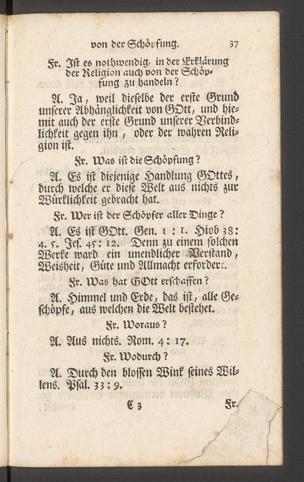 von der Schöpfung. 37
Fr. Ist es nothwendig, in der Erklärung
der Religion auch von der Schöp-
fung zu handeln?
A. Ja, weil dieselbe der erste Grund
unserer Abhänglichkeit von GOtt, und hie-
mit auch der erste Grund unserer Verbind-
lichkeit gegen ihn, oder der wahren Reli-
gion ist.
Fr. Was ist die Schöpfung?
A. Es ist diejenige Handlung GOttes,
durch welche er diese Welt aus nichts zur
Würklichkeit gebracht hat.
Fr. Wer ist der Schöpfer aller Dinge?
A. Es ist GOtt. Gen. 1: 1. Hiob 38:
4. 5. Jes. 45: 12. Denn zu einem solchen
Werke ward ein unendlicher Verstand,
Weisheit, Güte und Allmacht erfordert.
Fr. Was hat GOtt erschaffen?
A. Himmel und Erde, das ist, alle Ge-
schöpfe, aus welchen die Welt bestehet.
Fr. Woraus?
A. Aus nichts. Rom. 4: 17.
Fr. Wodurch?
A. Durch den blossen Wink seines Wil-
lens. Psal. 33: 9.
C 3 Fr.